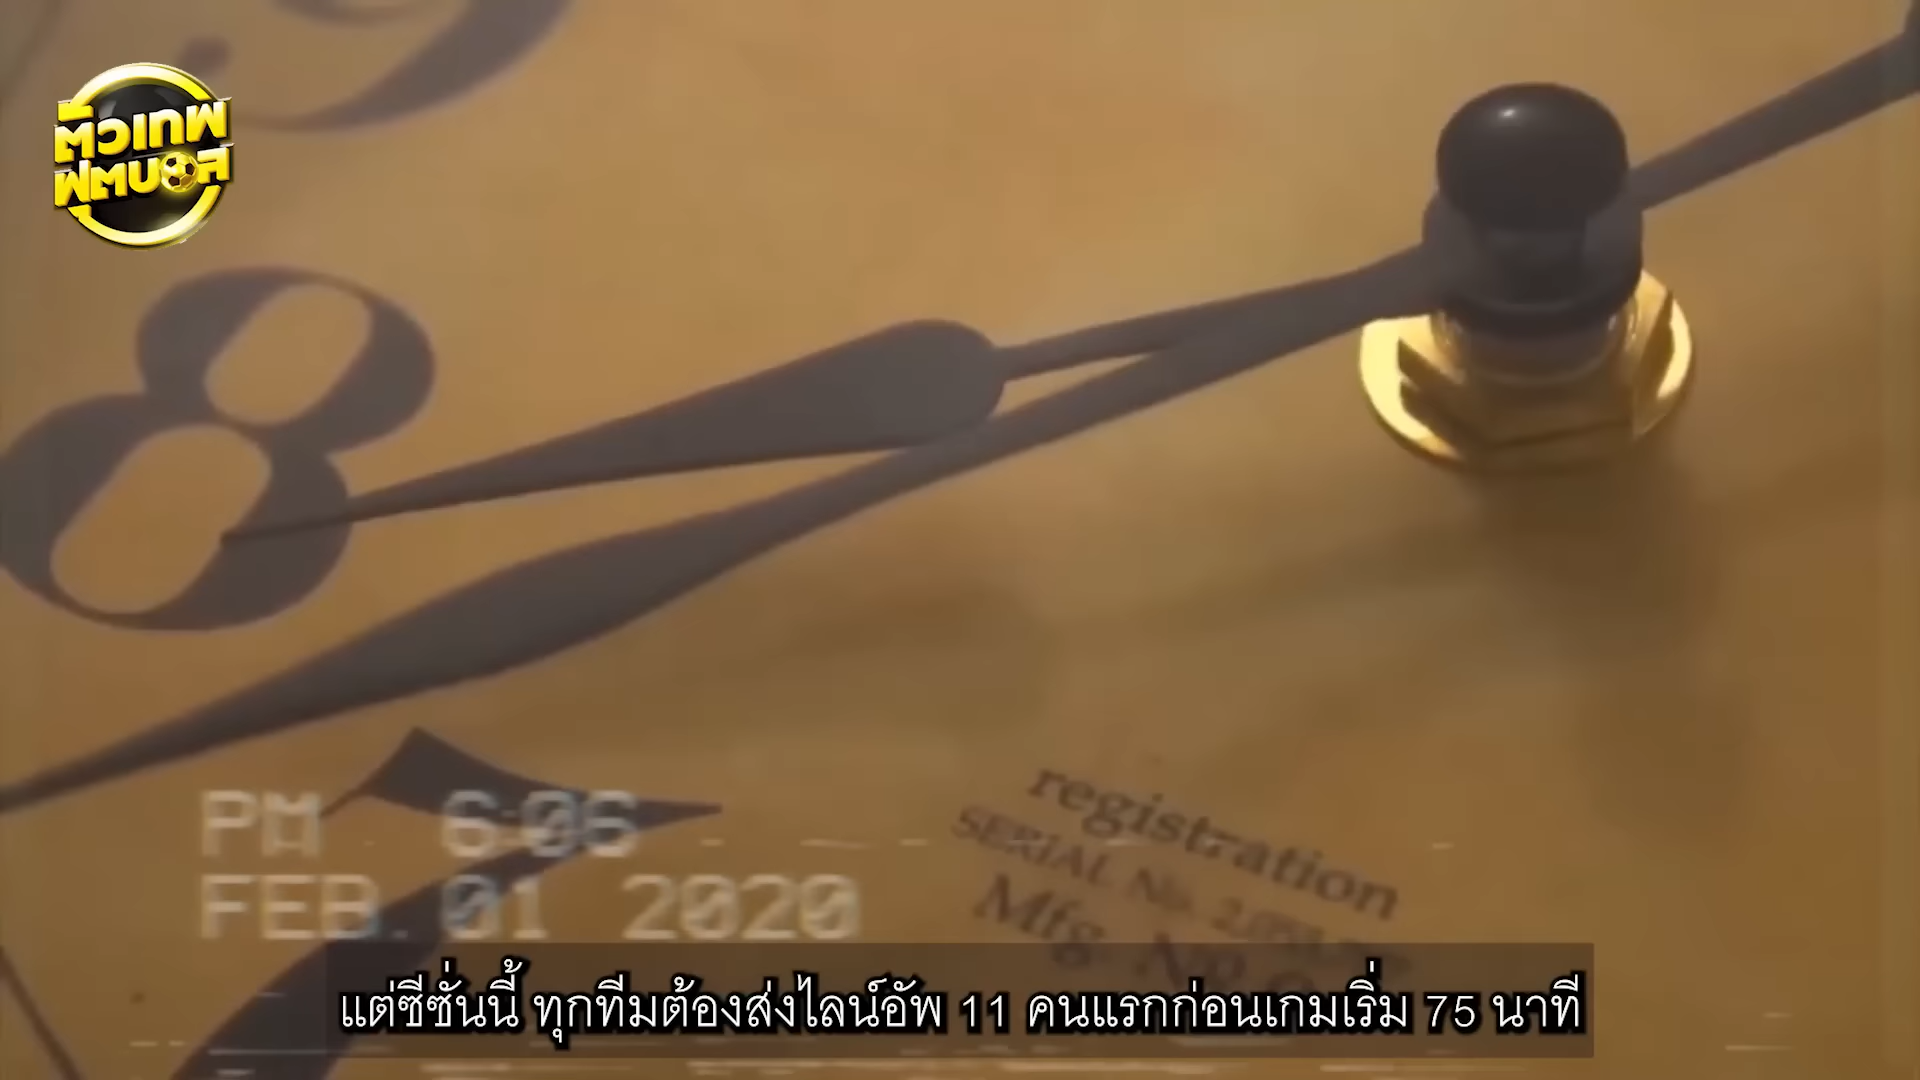 ตัวเทพ
ฟุตบอล
8
7
PM 6:06
FEB. 01 2020
registration
SERIAL No.
Mfg.
แต่ซีซั่นนี้ ทุกทีมต้องส่งไลน์อัพ 11 คนแรกก่อนเกมเริ่ม 75 นาที